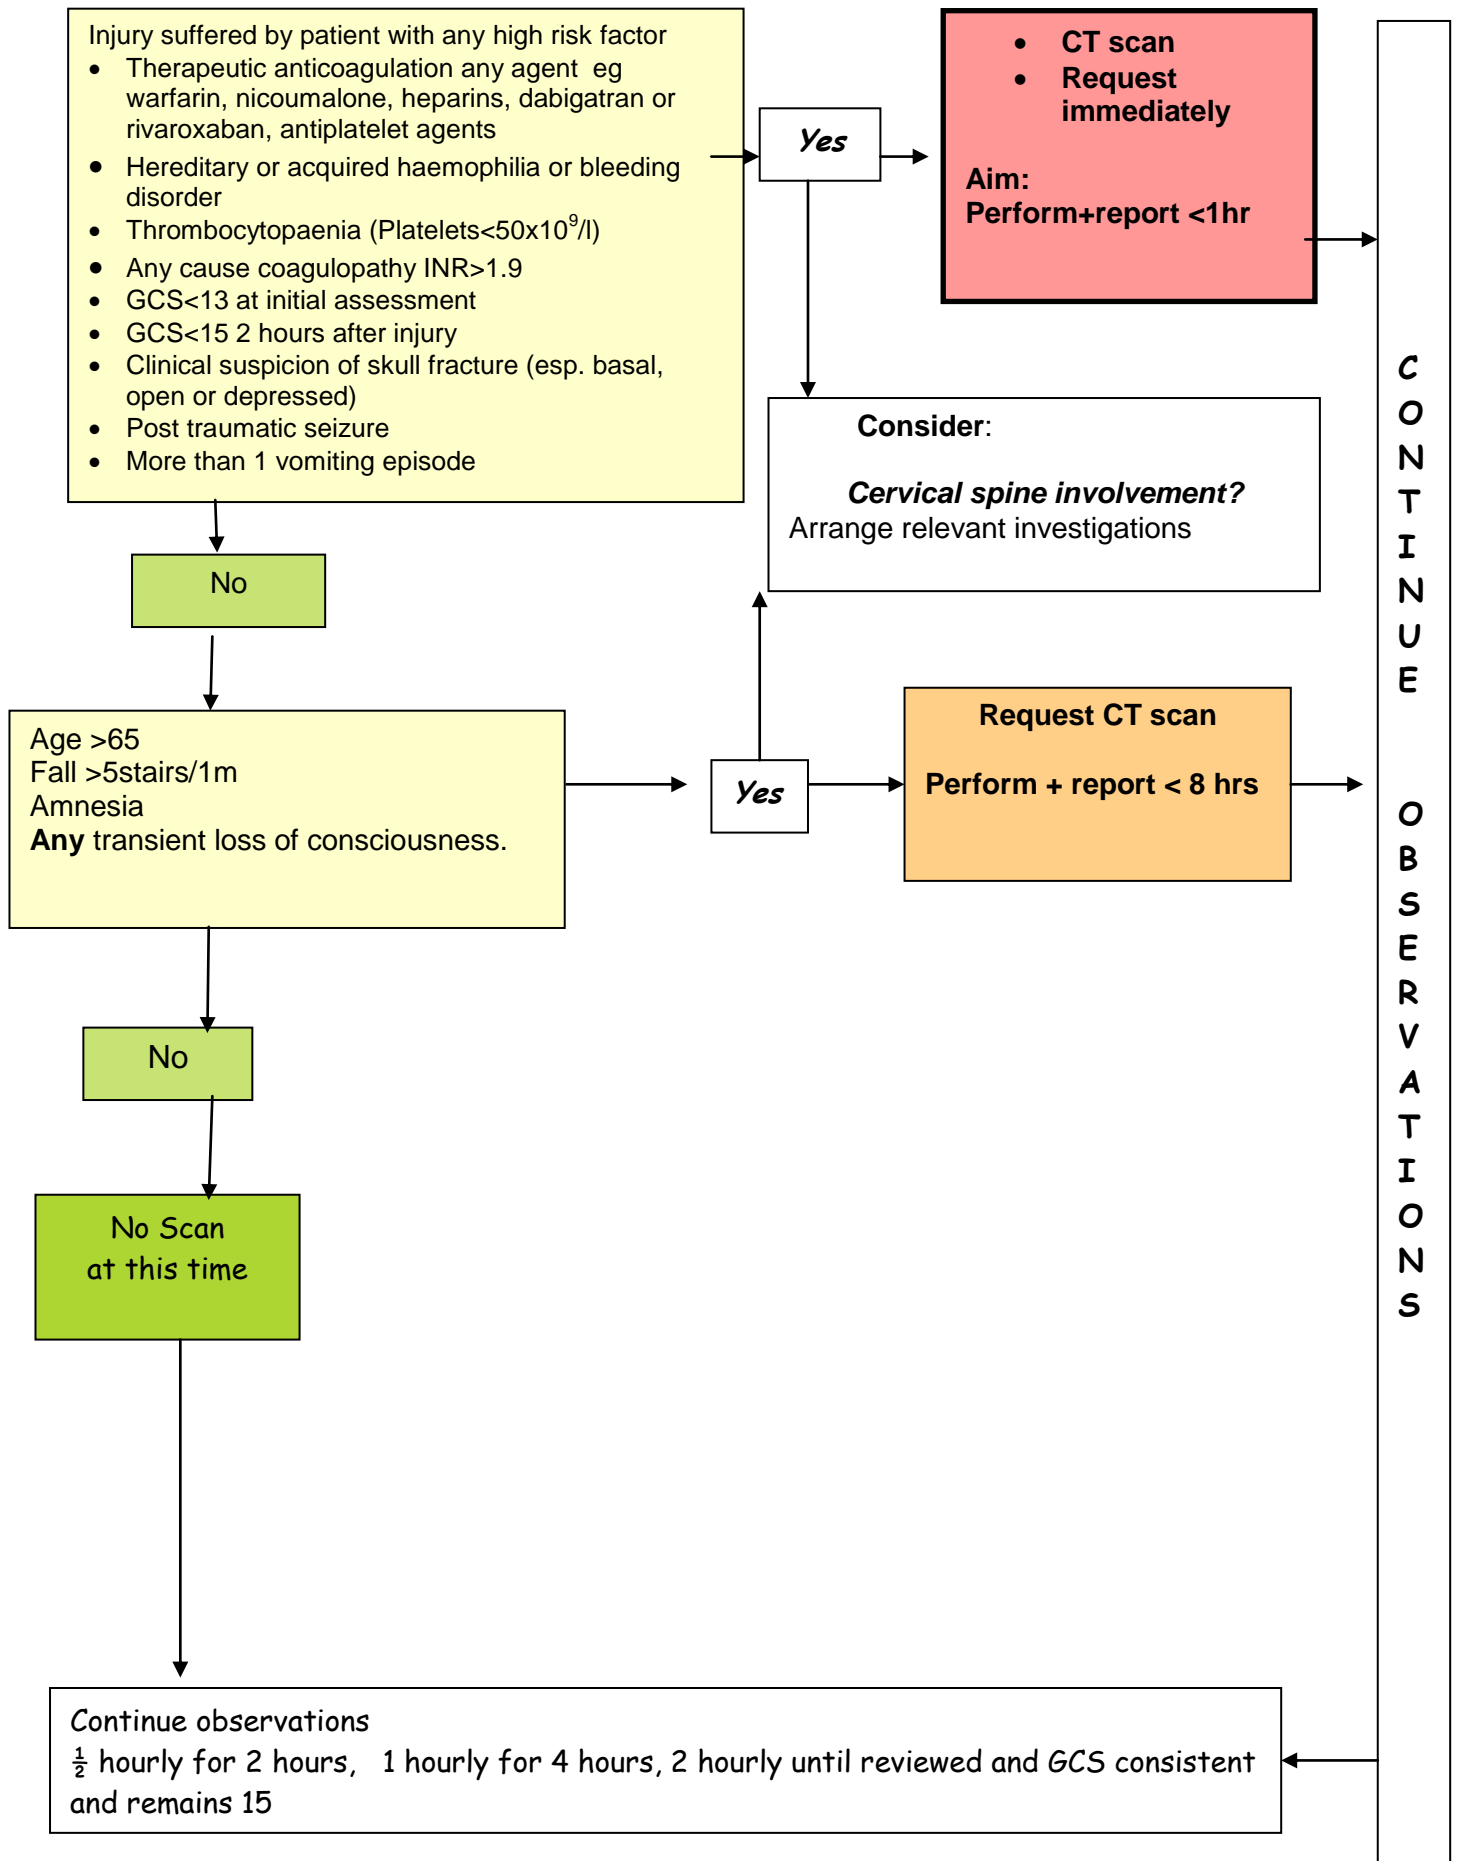 Injury suffered by patient with any high risk factor
• Therapeutic anticoagulation any agent eg
warfarin, nicoumalone, heparins, dabigatran or
rivaroxaban, antiplatelet agents
• Hereditary or acquired haemophilia or bleeding
disorder
• Thrombocytopaenia (Platelets<50x10⁹/l)
• Any cause coagulopathy INR>1.9
• GCS<13 at initial assessment
• GCS<15 2 hours after injury
• Clinical suspicion of skull fracture (esp. basal,
open or depressed)
• Post traumatic seizure
• More than 1 vomiting episode
Yes
• CT scan
• Request
immediately
Aim:
Perform+report <1hr
Consider:
Cervical spine involvement?
Arrange relevant investigations
No
Age >65
Fall >5stairs/1m
Amnesia
Any transient loss of consciousness.
Yes
Request CT scan
Perform + report < 8 hrs
No
No Scan
at this time
CONTINUE OBSERVATIONS
Continue observations
½ hourly for 2 hours, 1 hourly for 4 hours, 2 hourly until reviewed and GCS consistent
and remains 15